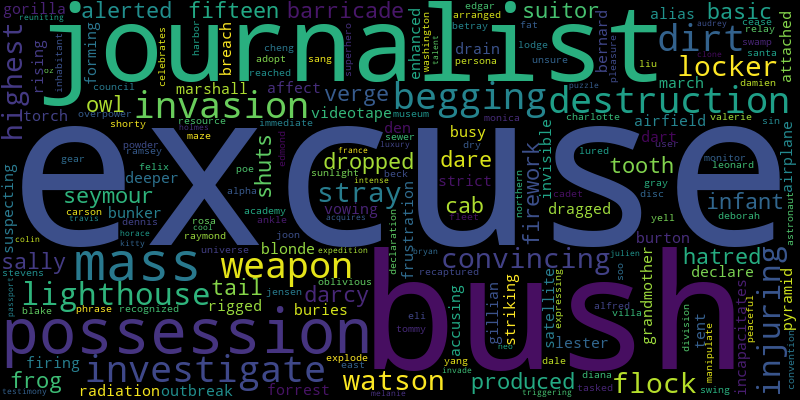 gorilla
alerted fifteen
barricade
suitor
edgar
arranged
alias
basic
reuniting
journalist
highest
rising
inhabitant
oz
forming
council
celebrates
harbor
breach
drain
cheng
reached
adopt
sang
superhero
affect
enhanced
washington
talent
betray
persona
fat
lodge
unsure
bernard
pleasures
dirt
liu
locker
attached
audrey
cease
relay
swamp
santa
clone
damien
puzzle
march
torch
owl
marshall
invasion
verge
begging
destruction
overpower
shorty
resource
holmes
maze
immediate
videotape
museum
den
sewer
monica
charlotte
airfield
valerie
sin
excuse
powder
ramsey
felix
gear
deeper
shuts
edmond
poe
alpha
france
luxury
sunlight
beck
intense
dropped
busy
dry
dare
strict
northern
invisible
lured
tooth
dart
user
gray
disc
monitor
leonard
airplane
astronaut
suspecting
seymour
carson
travis
bunker
dennis
horace
kitty
rosa
cool
raymond
academy
ankle
joon
stray
vowing
cab
fleet
cadet
dragged
firework
yell
infant
deborah
colin
grace
universe
blonde
acquires
expedition
declaration
frustration
bryan
recaptured
convincing
burton
julien
soo
hatred
declare
sally
stevens
mass
weapon
oblivious
passport
lighthouse
tail
jensen
darcy
blake
phrase
recognized
rigged
buries
possession
eli
tommy
accusing
gillian
striking
satellite
expressing
alfred
villa
grandmother
division
tent
manipulate
incapacitates
peaceful
injuring
pyramid
convention
bush
neo
lester
firing
investigate
explode
east
yang
invade
dale
diana
tasked
triggering
swing
frog
testimony
radiation
outbreak
forrest
watson
melanie
produced
flock